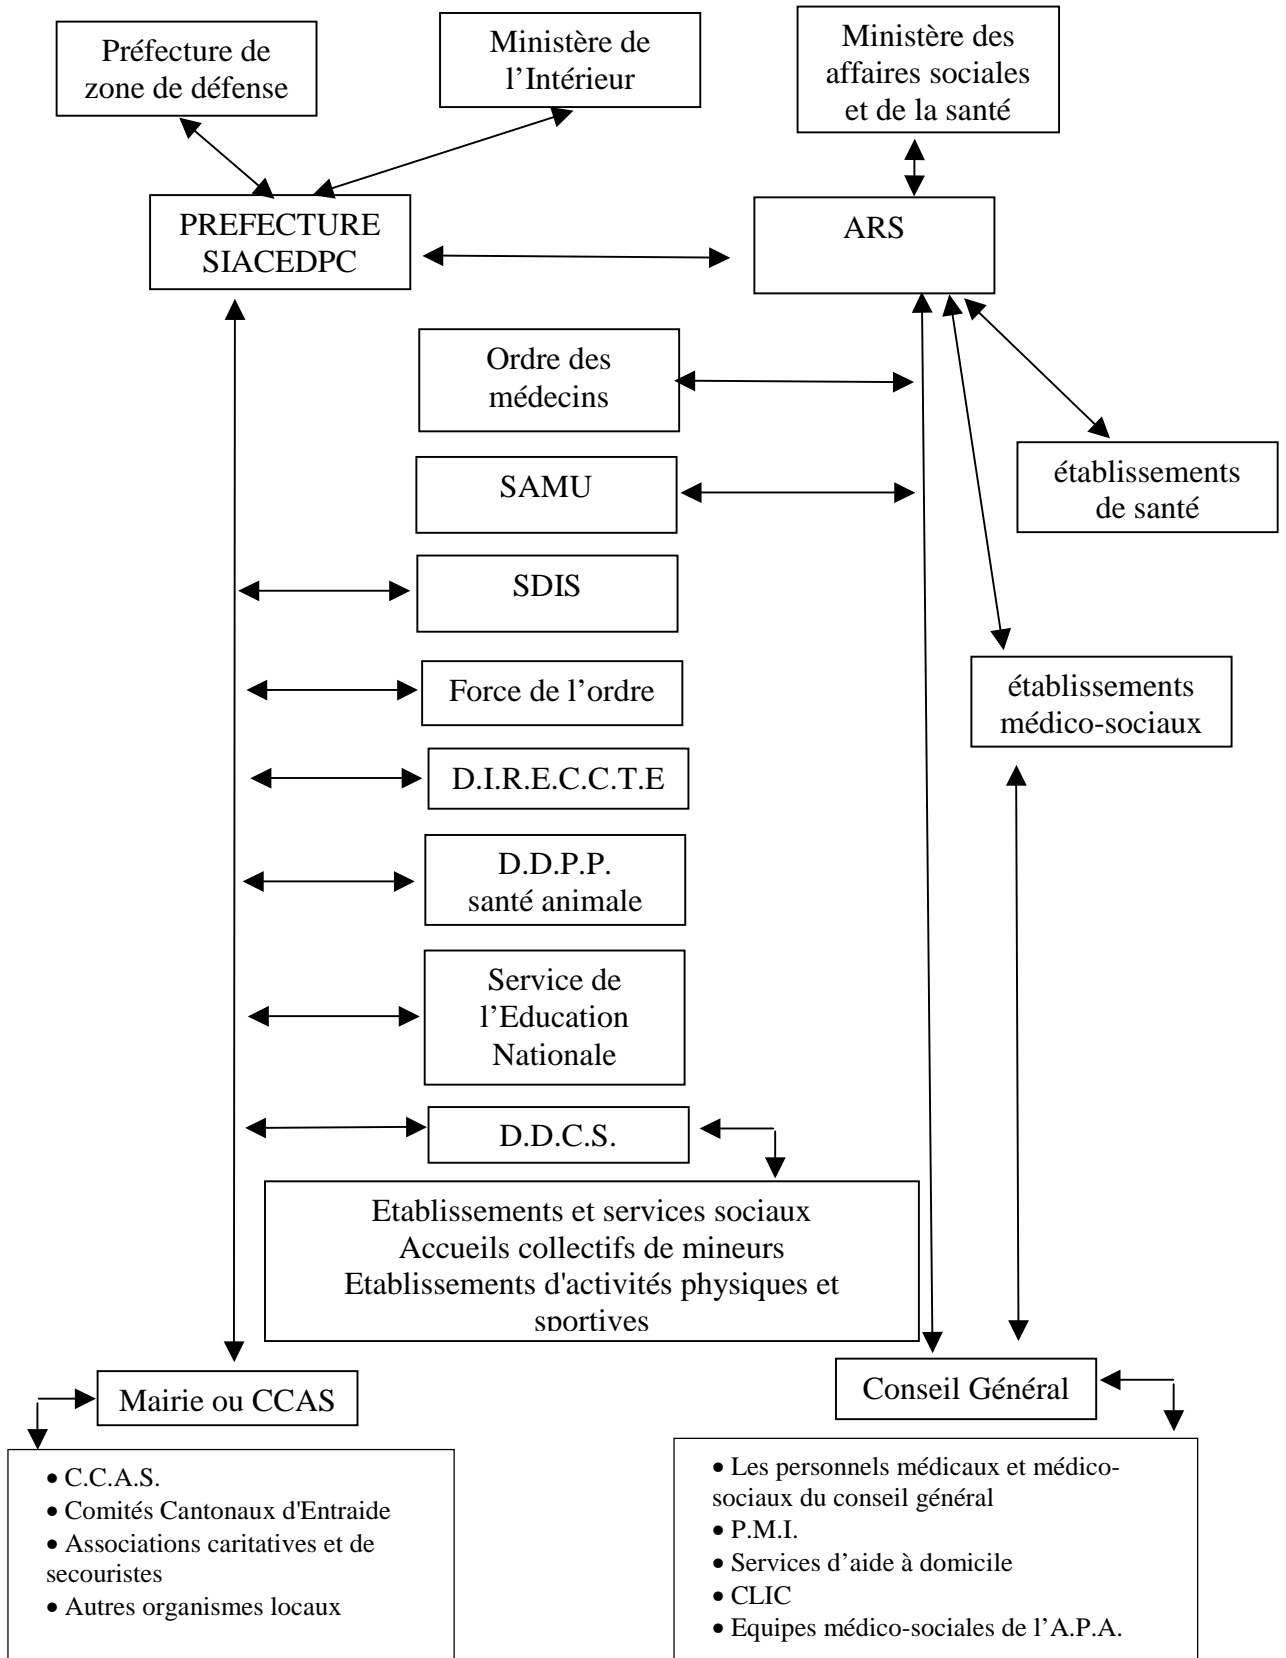 Préfecture de
zone de défense
Ministère de
l’Intérieur
Ministère des
affaires sociales
et de la santé
PREFECTURE
SIACEDPC
ARS
Ordre des
médecins
SAMU
établissements
de santé
SDIS
Force de l’ordre
établissements
médico-sociaux
D.I.R.E.C.C.T.E
D.D.P.P.
santé animale
Service de
l’Education
Nationale
D.D.C.S.
Etablissements et services sociaux
Accueils collectifs de mineurs
Etablissements d'activités physiques et
sportives
Mairie ou CCAS
Conseil Général
• C.C.A.S.
• Comités Cantonaux d'Entraide
• Associations caritatives et de
secouristes
• Autres organismes locaux
• Les personnels médicaux et médico-
sociaux du conseil général
• P.M.I.
• Services d’aide à domicile
• CLIC
• Equipes médico-sociales de l’A.P.A.